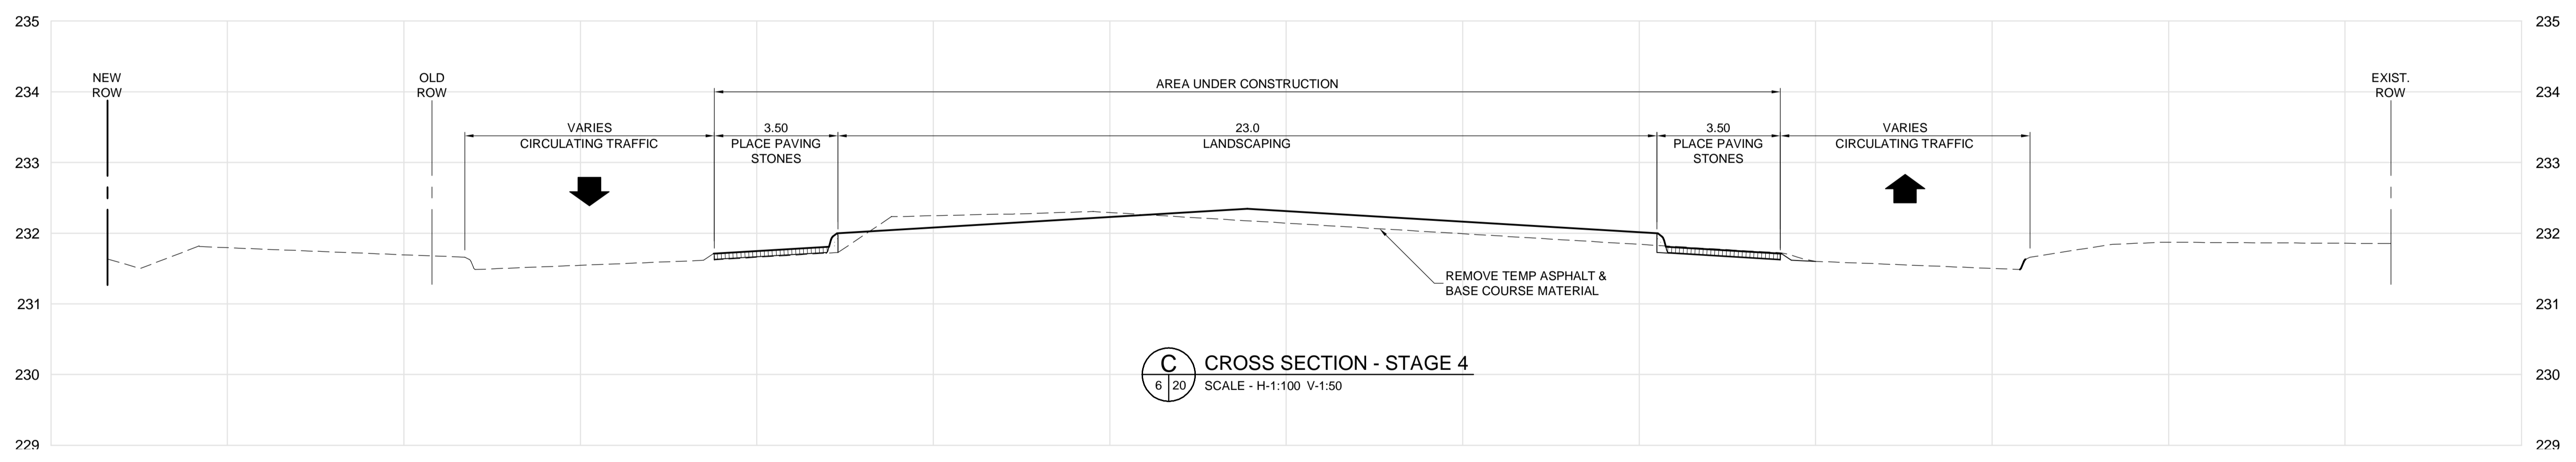 235
235
NEW
ROW
OLD
ROW
EXIST.
ROW
234
AREA UNDER CONSTRUCTION
234
VARIES
CIRCULATING TRAFFIC
3.50
PLACE PAVING
STONES
23.0
LANDSCAPING
3.50
PLACE PAVING
STONES
VARIES
CIRCULATING TRAFFIC
233
233
232
232
REMOVE TEMP ASPHALT &
BASE COURSE MATERIAL
231
231
C
6 20
CROSS SECTION - STAGE 4
SCALE - H-1:100 V-1:50
230
230
229
229